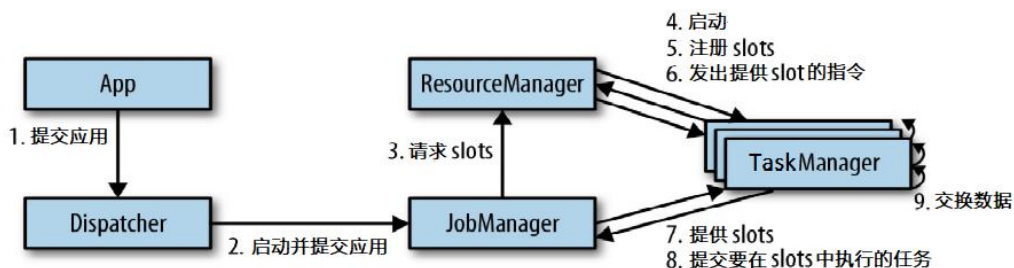 App
1. 提交应用
Dispatcher
2. 启动并提交应用
ResourceManager
3. 请求 slots
JobManager
4. 启动
5. 注册 slots
6. 发出提供 slot 的指令
TaskManager
9. 交换数据
7. 提供 slots
8. 提交要在 slots 中执行的任务